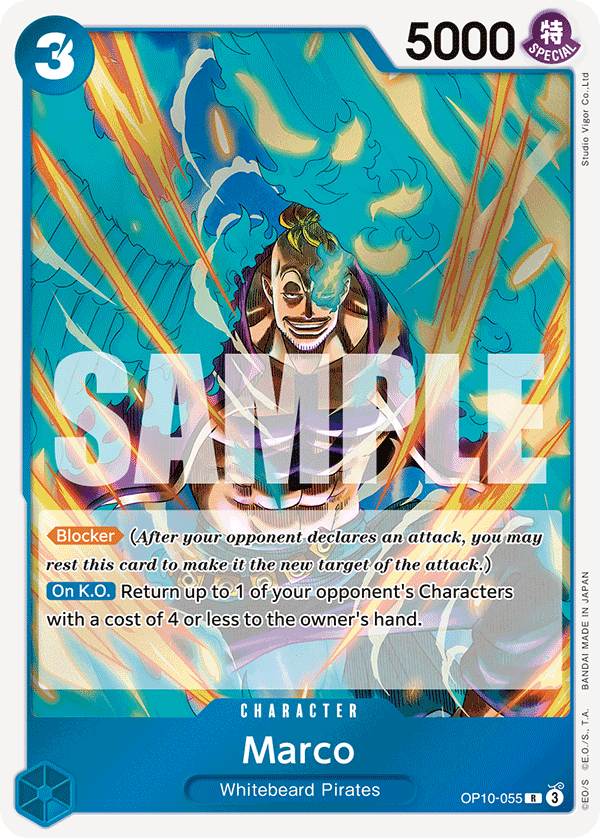 3
5000
特
SPECIAL
Studio Vigor Co.,Ltd
SAMPLE
Blocker (After your opponent declares an attack, you may
rest this card to make it the new target of the attack.)
On K.O. Return up to 1 of your opponent's Characters
with a cost of 4 or less to the owner's hand.
CHARACTER
Marco
Whitebeard Pirates
OP10-055 R 3
©E.O/S ©E.O./S., T.A. BANDAI MADE IN JAPAN